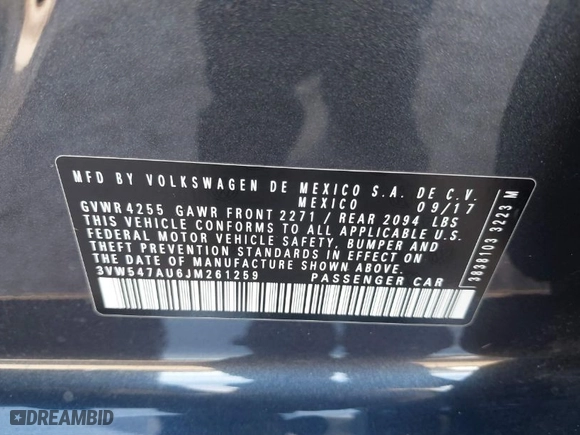 MFD BY VOLKSWAGEN DE MEXICO S.A. DE C.V.
MEXICO 09/17
GVWR 4255 GAWR FRONT 2271 / REAR 2094 LBS
THIS VEHICLE CONFORMS TO ALL APPLICABLE U.S.
FEDERAL MOTOR VEHICLE SAFETY, BUMPER AND
THEFT PREVENTION STANDARDS IN EFFECT ON
THE DATE OF MANUFACTURE SHOWN ABOVE.
3VW547AU6JM261259 PASSENGER CAR
3838103 3223 M
DREAMBID